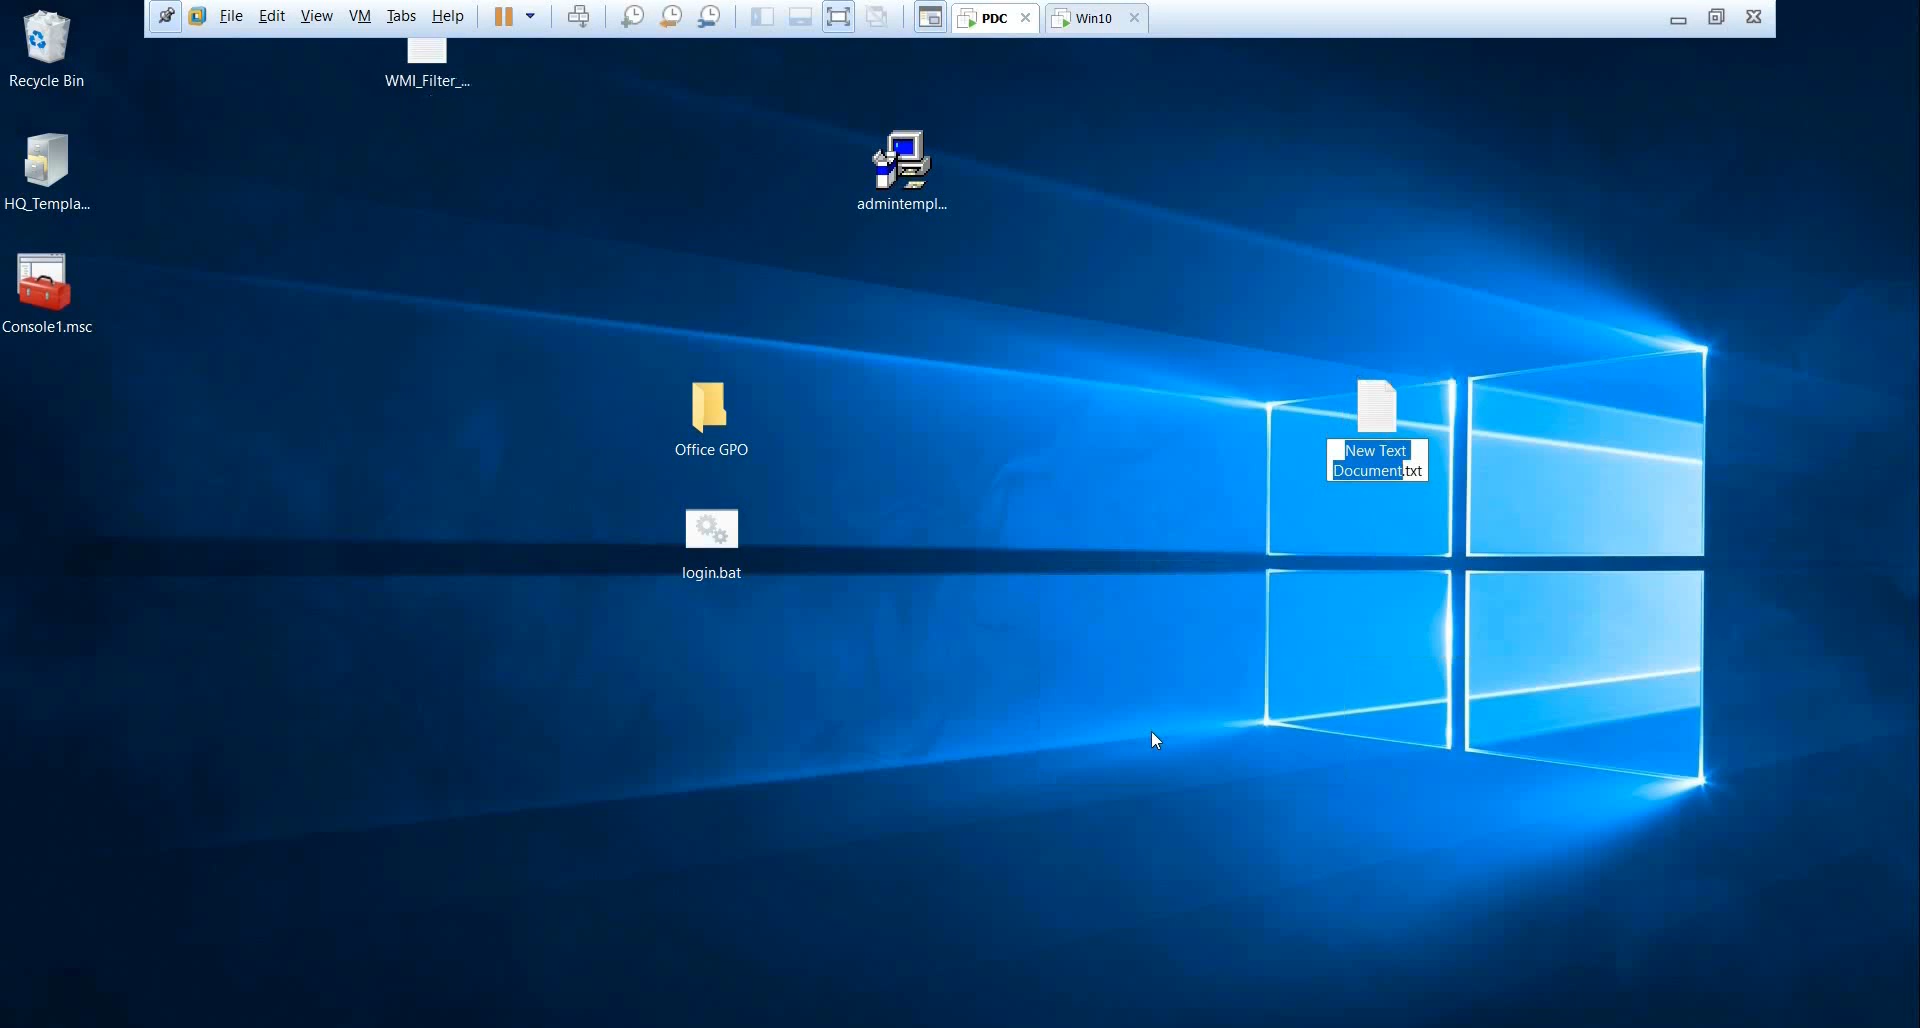 File Edit View VM Tabs Help PDC Win10
Recycle Bin
WMI_Filter_...
HQ_Templa...
admintempl...
Console1.msc
Office GPO
New Text
Document.txt
login.bat